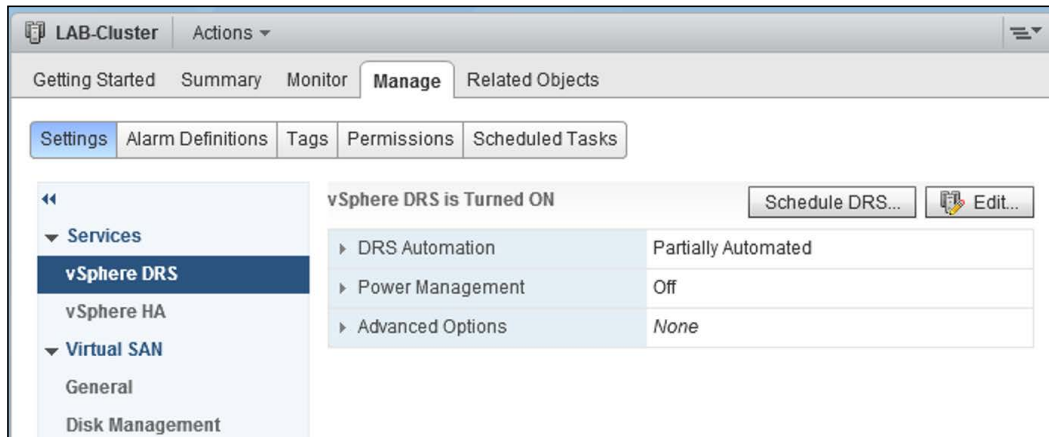 LAB-Cluster Actions
Getting Started Summary Monitor Manage Related Objects
Settings Alarm Definitions Tags Permissions Scheduled Tasks
vSphere DRS is Turned ON Schedule DRS... Edit...
Services
vSphere DRS
vSphere HA
Virtual SAN
General
Disk Management
DRS Automation Partially Automated
Power Management Off
Advanced Options None